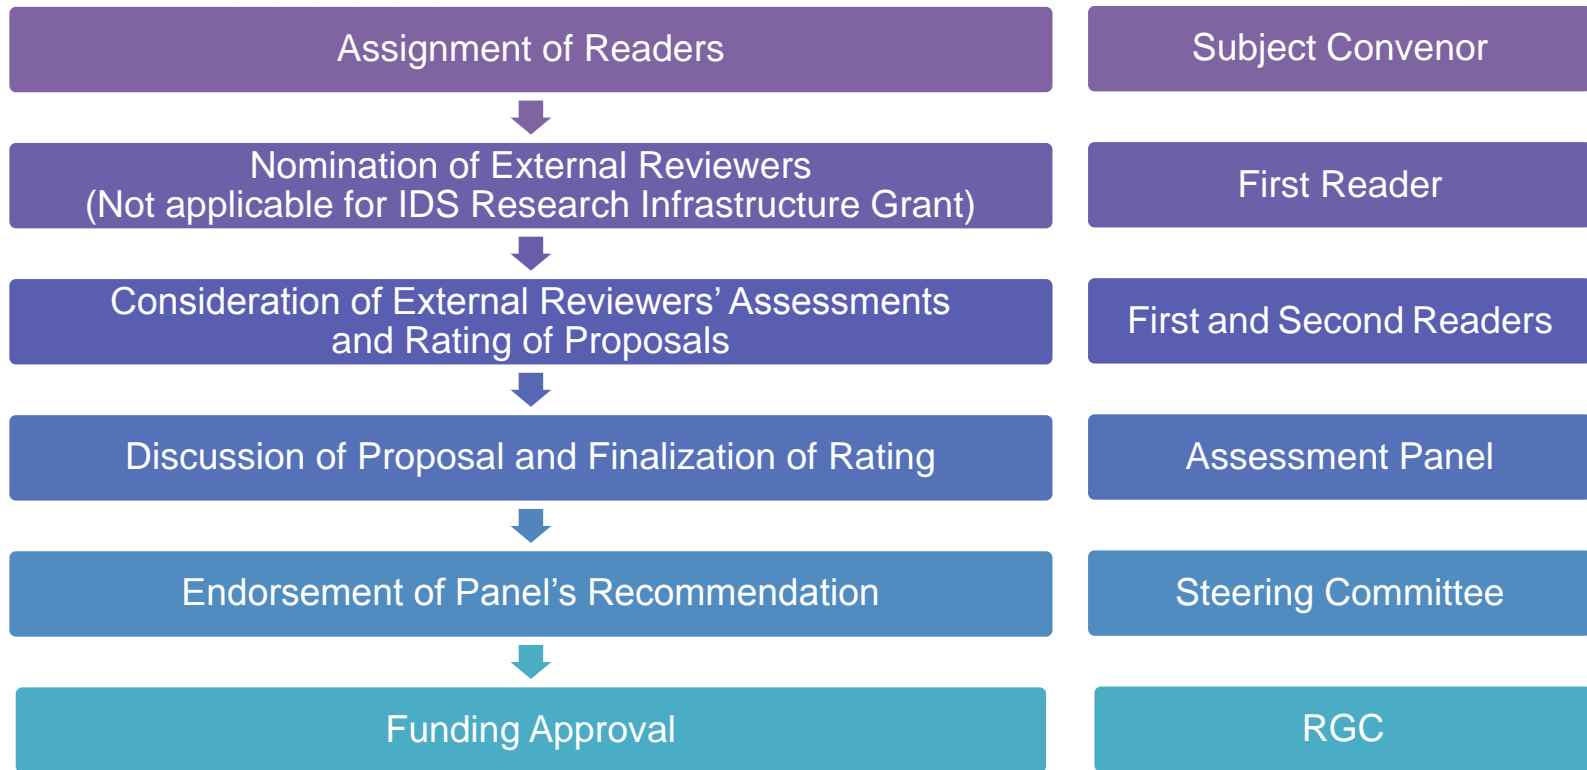 Assignment of Readers
Subject Convenor
Nomination of External Reviewers
(Not applicable for IDS Research Infrastructure Grant)
First Reader
Consideration of External Reviewers’ Assessments
and Rating of Proposals
First and Second Readers
Discussion of Proposal and Finalization of Rating
Assessment Panel
Endorsement of Panel’s Recommendation
Steering Committee
Funding Approval
RGC